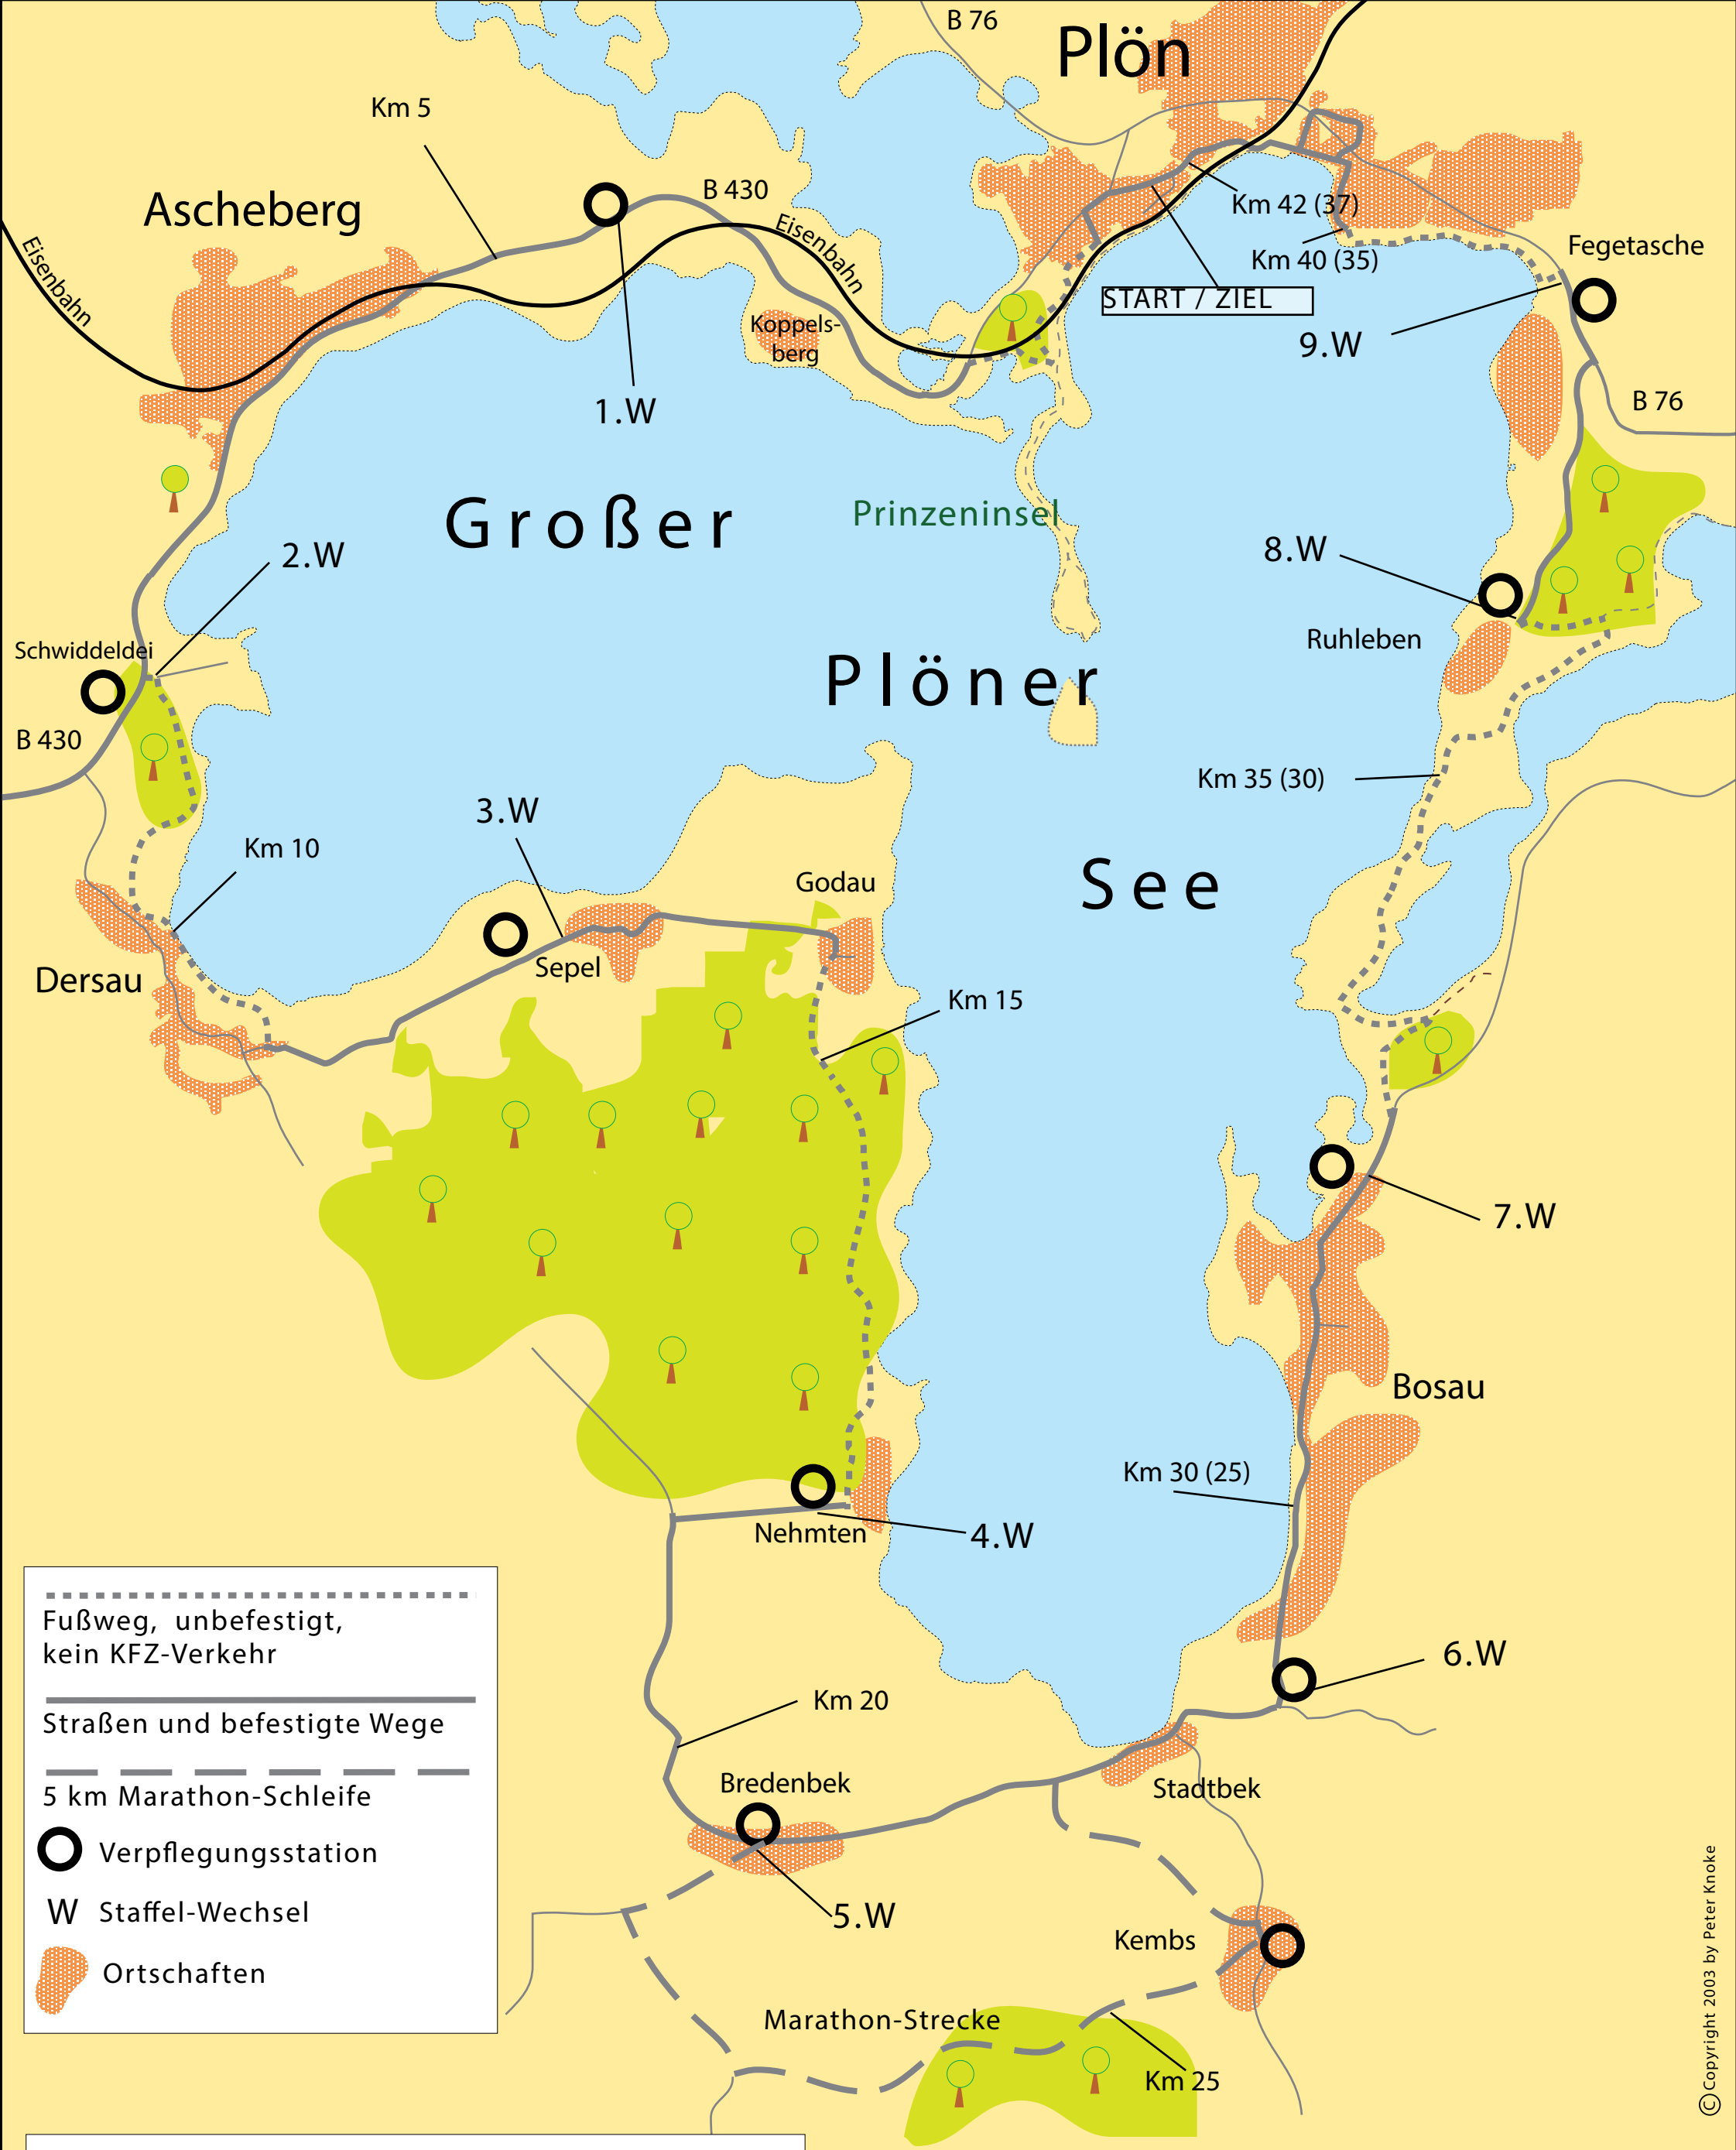 B 76
Plön
Km 5
B 430
Ascheberg
Eisenbahn
Eisenbahn
Km 42 (37)
Km 40 (35)
Fegetasche
START / ZIEL
Koppels-
berg
9.W
1.W
B 76
Großer
Prinzeninsel
2.W
8.W
Schwiddeldei
Ruhleben
Plöner
B 430
Km 35 (30)
3.W
Km 10
Godau
See
Sepel
Dersau
Km 15
7.W
Bosau
Km 30 (25)
Nehmten
4.W
Fußweg, unbefestigt,
kein KFZ-Verkehr
Straßen und befestigte Wege
5 km Marathon-Schleife
Verpflegungsstation
W Staffel-Wechsel
Ortschaften
6.W
Km 20
Bredenbek
Stadtbek
5.W
Kembs
Marathon-Strecke
Km 25
© Copyright 2003 by Peter Knoke